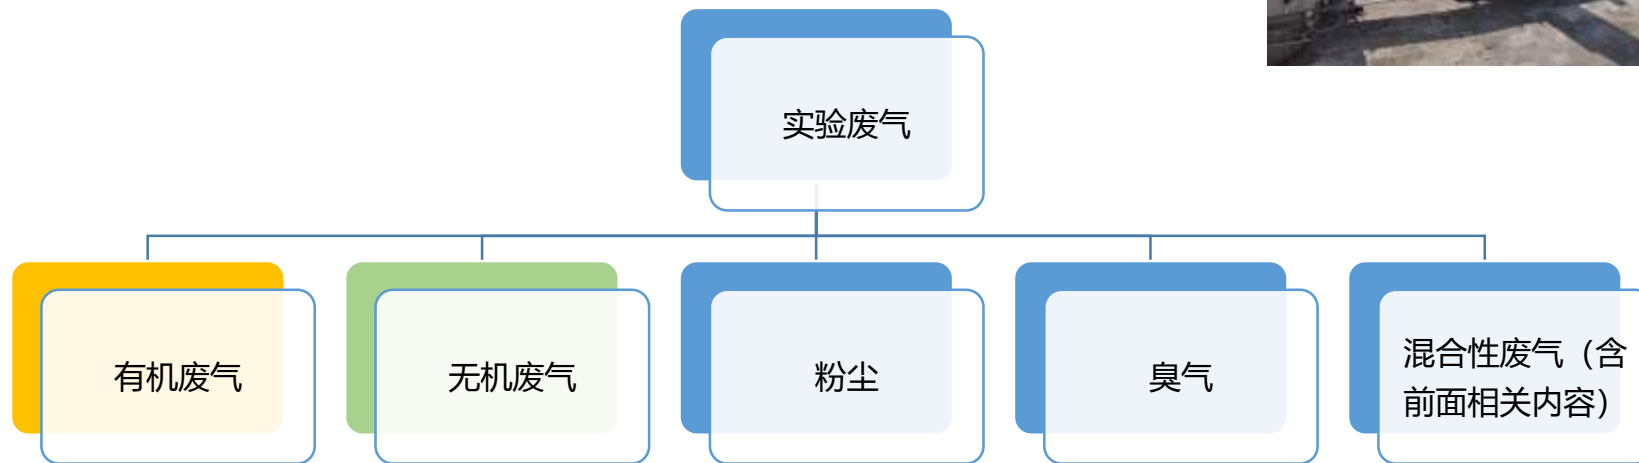 实验废气
有机废气
无机废气
粉尘
臭气
混合性废气（含
前面相关内容）